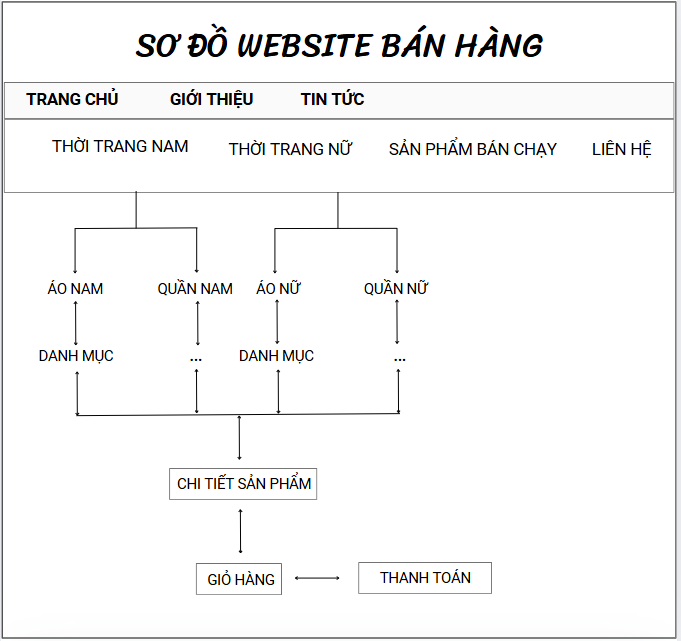 SƠ ĐỒ WEBSITE BÁN HÀNG
TRANG CHỦ GIỚI THIỆU TIN TỨC
THỜI TRANG NAM THỜI TRANG NỮ SẢN PHẨM BÁN CHẠY LIÊN HỆ
ÁO NAM QUẦN NAM ÁO NỮ QUẦN NỮ
DANH MỤC ... DANH MỤC ...
CHI TIẾT SẢN PHẨM
GIỎ HÀNG THANH TOÁN